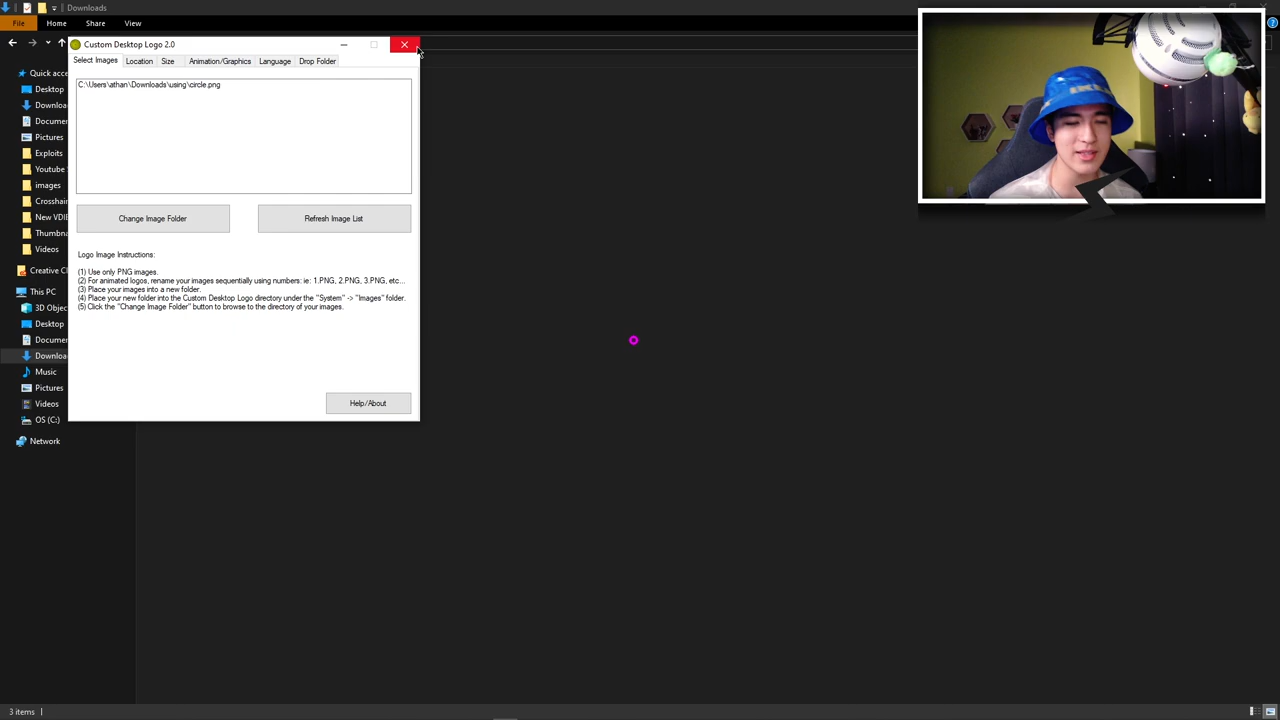 Downloads
File Home Share View
Quick acce
Desktop
Downloa
Documen
Pictures
Exploits
Youtube
images
Crosshai
New VDIE
Thumbna
Videos
Creative Cl
This PC
3D Objec
Desktop
Documen
Downloa
Music
Pictures
Videos
OS (C:)
Network
3 items
Custom Desktop Logo 2.0
Select Images Location Size Animation/Graphics Language Drop Folder
C:\Users\athan\Downloads\using\circle.png
Change Image Folder Refresh Image List
Logo Image Instructions:
(1) Use only PNG images.
(2) For animated logos, rename your images sequentially using numbers: ie: 1.PNG, 2.PNG, 3.PNG, etc...
(3) Place your images into a new folder.
(4) Place your new folder into the Custom Desktop Logo directory under the "System" -> "Images" folder.
(5) Click the "Change Image Folder" button to browse to the directory of your images.
Help/About